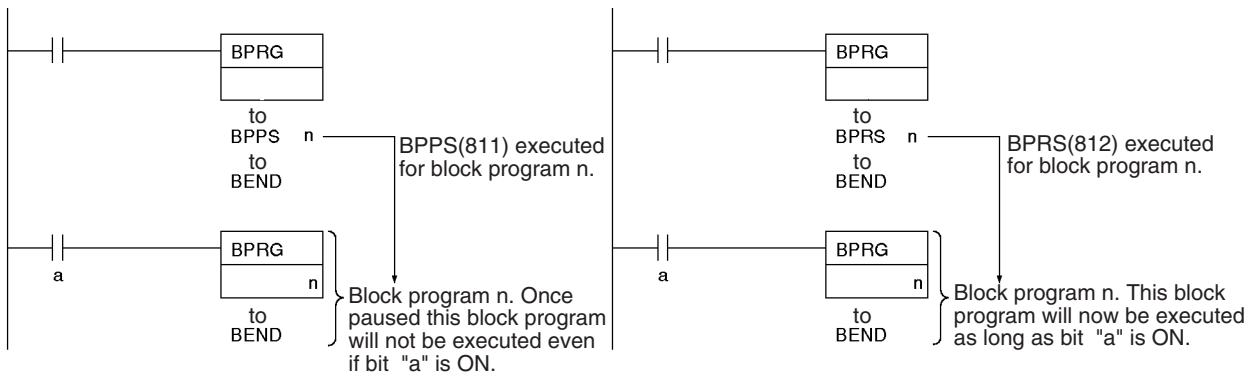 BPRG
to
BPPS n
to
BEND
BPPS(811) executed
for block program n.
a
BPRG
n
to
BEND
Block program n. Once
paused this block program
will not be executed even
if bit "a" is ON.
BPRG
to
BPRS n
to
BEND
BPRS(812) executed
for block program n.
a
BPRG
n
to
BEND
Block program n. This block
program will now be executed
as long as bit "a" is ON.